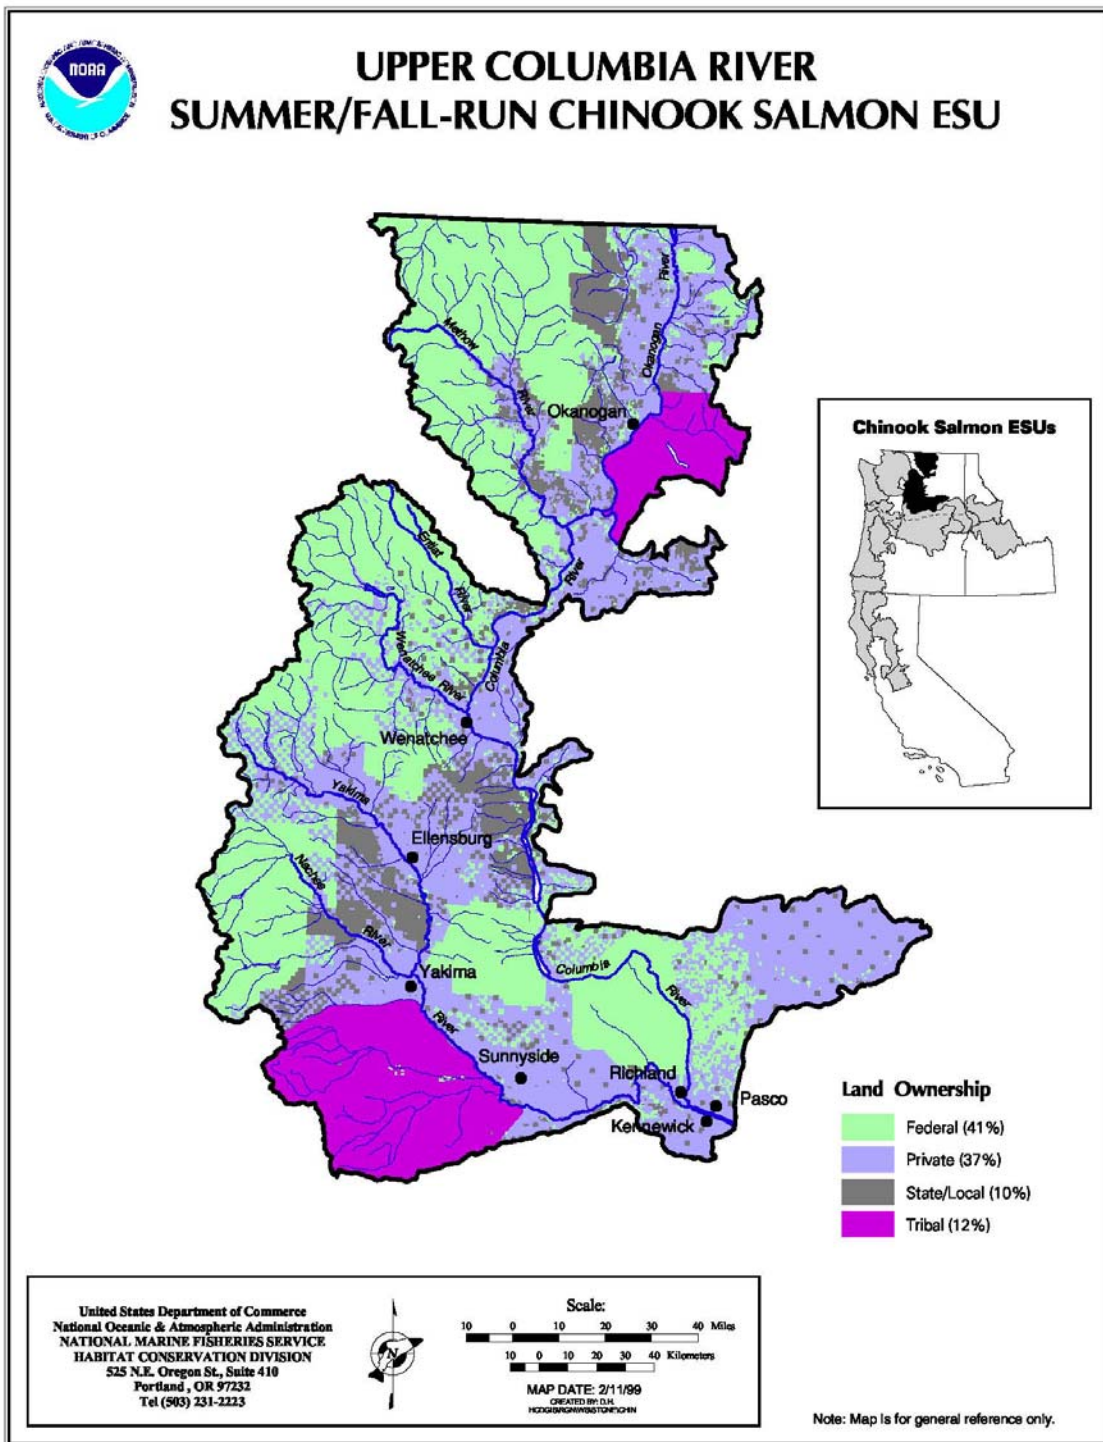 NOAA
UPPER COLUMBIA RIVER
SUMMER/FALL-RUN CHINOOK SALMON ESU
Methow
River
Okanogan
River
Okanogan
Entiat
River
River
Columbia
Wenatchee River
Wenatchee
Yakima
Ellensburg
Nachee
River
Yakima
River
Columbia
River
Sunnyside
Richland
Pasco
Kennewick
Chinook Salmon ESUs
Land Ownership
Federal (41%)
Private (37%)
State/Local (10%)
Tribal (12%)
United States Department of Commerce
National Oceanic & Atmospheric Administration
NATIONAL MARINE FISHERIES SERVICE
HABITAT CONSERVATION DIVISION
525 N.E. Oregon St., Suite 410
Portland , OR 97232
Tel (503) 231-2223
N
Scale:
10 0 10 20 30 40 Miles
10 0 10 20 30 40 Kilometers
MAP DATE: 2/11/99
CREATED BY: D.H.
Note: Map is for general reference only.